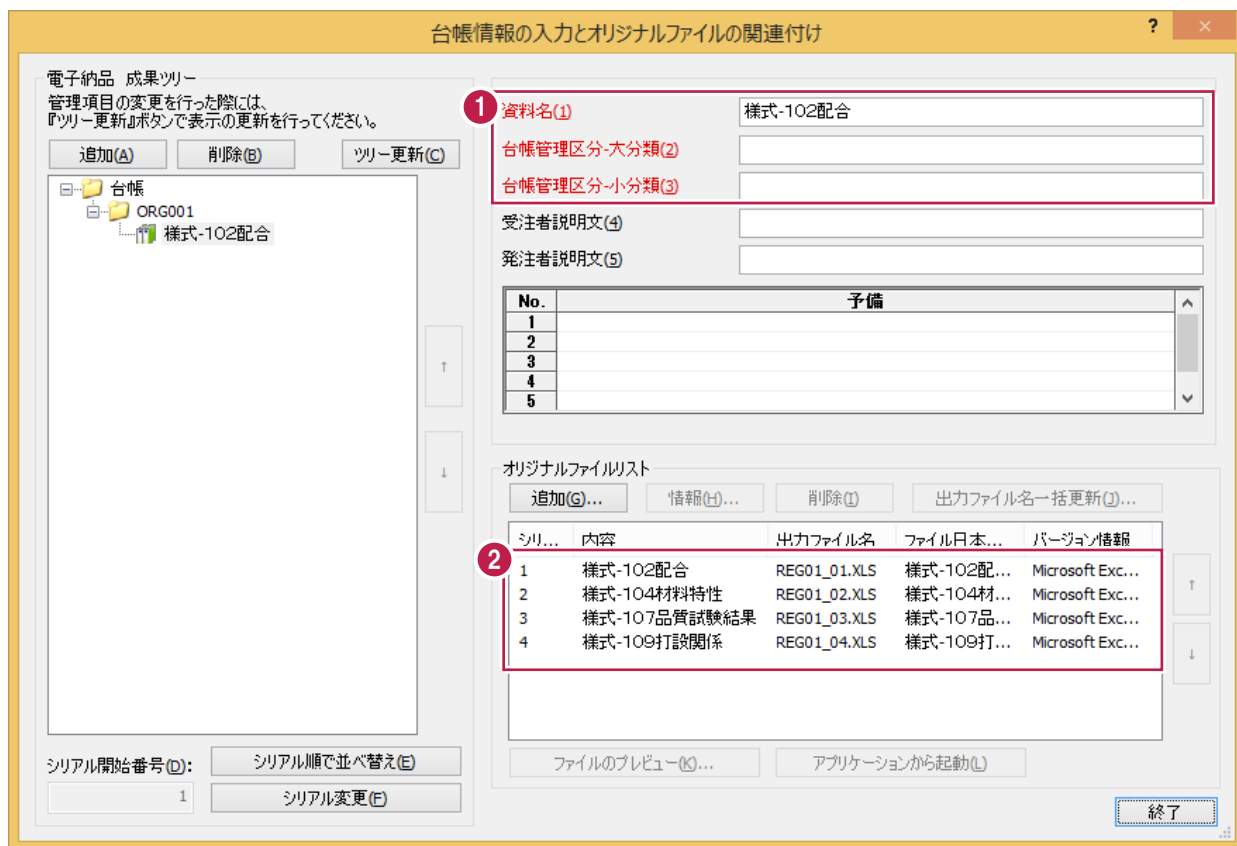 台帳情報の入力とオリジナルファイルの関連付け
? ×
電子納品 成果ツリー
管理項目の変更を行った際には、
『ツリー更新』ボタンで表示の更新を行ってください。
追加(A) 削除(B) ツリー更新(C)
台帳
ORG001
様式-102配合
↑
↓
シリアル開始番号(D): シリアル順で並べ替え(E)
1 シリアル変更(F)
1
資料名(1) 様式-102配合
台帳管理区分-大分類(2)
台帳管理区分-小分類(3)
受注者説明文(4)
発注者説明文(5)
No. 予備
1
2
3
4
5
オリジナルファイルリスト
追加(G)... 情報(H)... 削除(I) 出力ファイル名一括更新(J)...
シリ... 内容 出力ファイル名 ファイル日本... バージョン情報
2
1 様式-102配合 REG01_01.XLS 様式-102配... Microsoft Exc...
2 様式-104材料特性 REG01_02.XLS 様式-104材... Microsoft Exc...
3 様式-107品質試験結果 REG01_03.XLS 様式-107品... Microsoft Exc...
4 様式-109打設関係 REG01_04.XLS 様式-109打... Microsoft Exc...
↑
↓
ファイルのプレビュー(K)... アプリケーションから起動(L)
終了